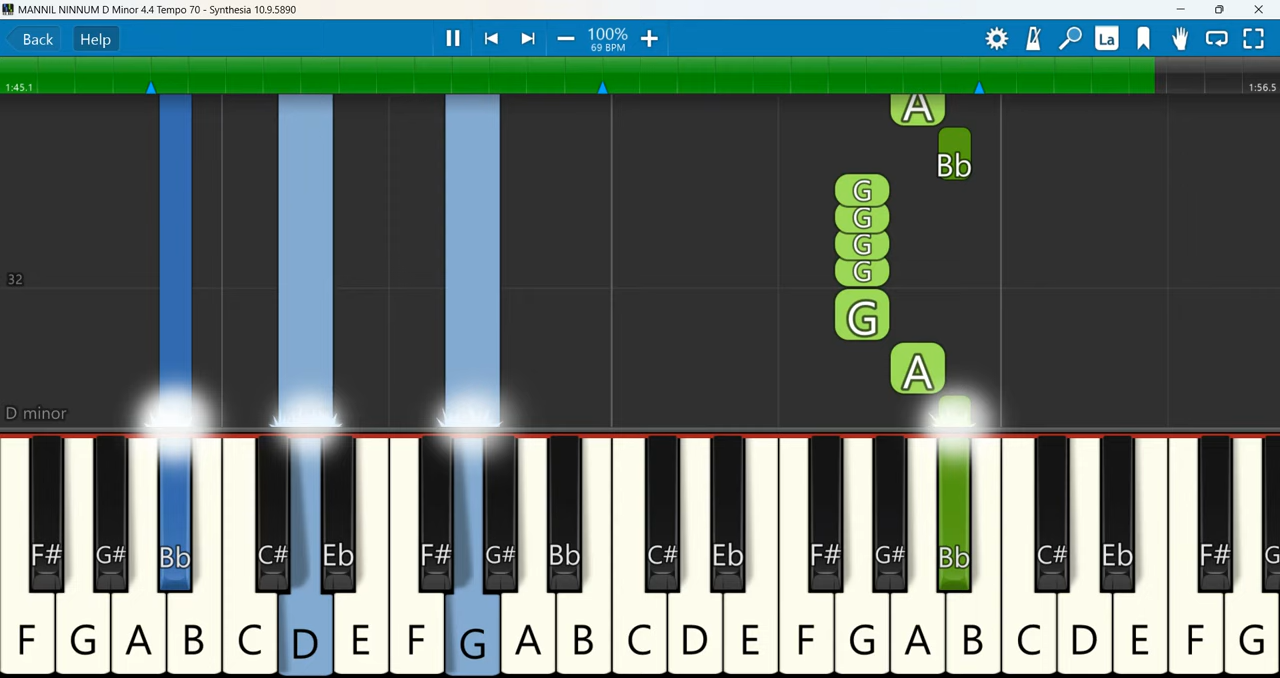 MANNIL NINNUM D Minor 4.4 Tempo 70 - Synthesia 10.9.5890
Back Help 100% La
69 BPM
1:45.1 1:56.5
A
Bb
G
G
G
G
32
G
A
D minor
F# G# Bb C# Eb F# G# Bb C# Eb F# G# Bb C# Eb F# G
F G A B C D E F G A B C D E F G A B C D E F G